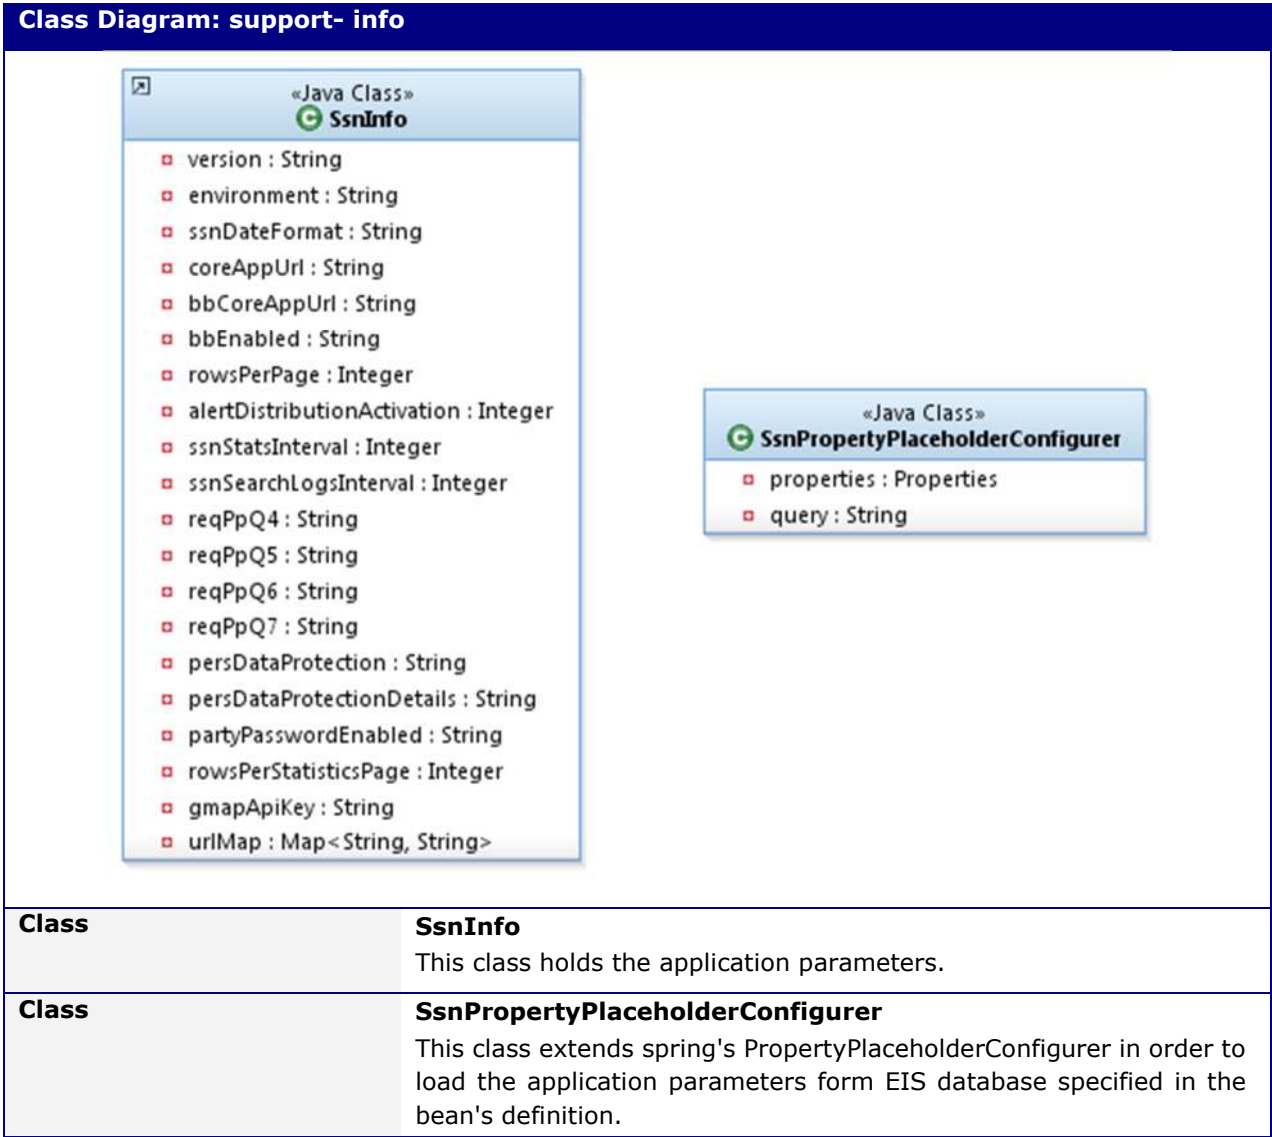 Class Diagram: support- info
«Java Class»
SsnInfo
version : String
environment : String
ssnDateFormat : String
coreAppUrl : String
bbCoreAppUrl : String
bbEnabled : String
rowsPerPage : Integer
alertDistributionActivation : Integer
ssnStatsInterval : Integer
ssnSearchLogsInterval : Integer
reqPpQ4 : String
reqPpQ5 : String
reqPpQ6 : String
reqPpQ7 : String
persDataProtection : String
persDataProtectionDetails : String
partyPasswordEnabled : String
rowsPerStatisticsPage : Integer
gmapApiKey : String
urlMap : Map<String, String>
«Java Class»
SsnPropertyPlaceholderConfigurer
properties : Properties
query : String
Class
SsnInfo
This class holds the application parameters.
Class
SsnPropertyPlaceholderConfigurer
This class extends spring's PropertyPlaceholderConfigurer in order to
load the application parameters form EIS database specified in the
bean's definition.